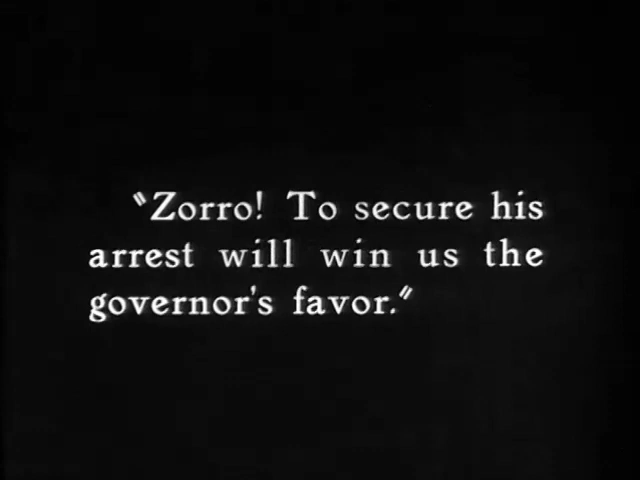 "Zorro! To secure his
arrest will win us the
governor's favor."